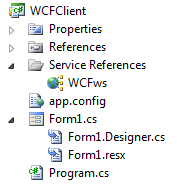 WCFClient
Properties
References
Service References
WCFws
app.config
Form1.cs
Form1.Designer.cs
Form1.resx
Program.cs